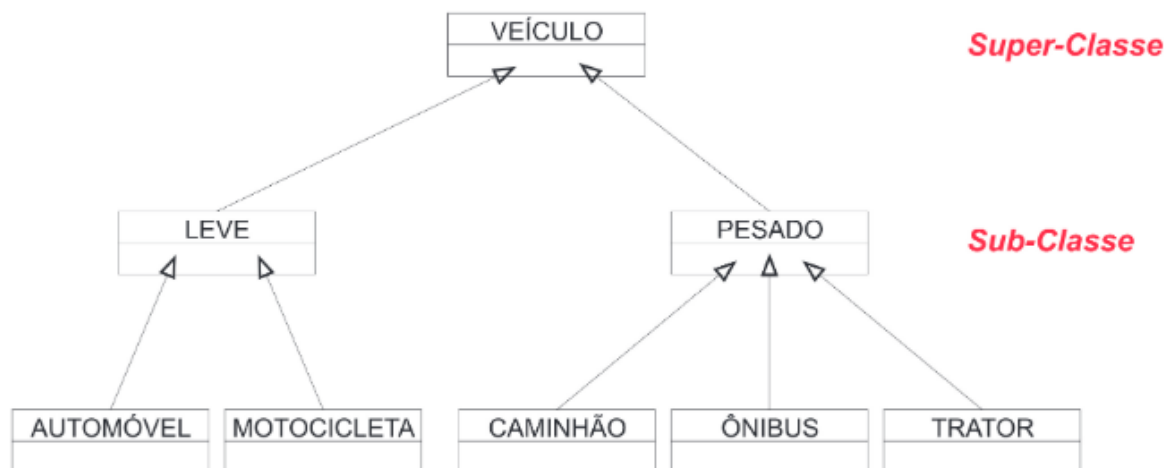 VEÍCULO
Super-Classe
LEVE
PESADO
Sub-Classe
AUTOMÓVEL
MOTOCICLETA
CAMINHÃO
ÔNIBUS
TRATOR